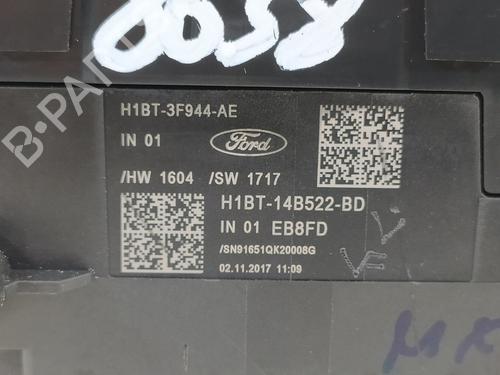 0058
H1BT-3F944-AE
IN 01
Ford
/HW 1604 /SW 1717
H1BT-14B522-BD
IN 01 EB8FD
/SN91651QK20008G
02.11.2017 11:09